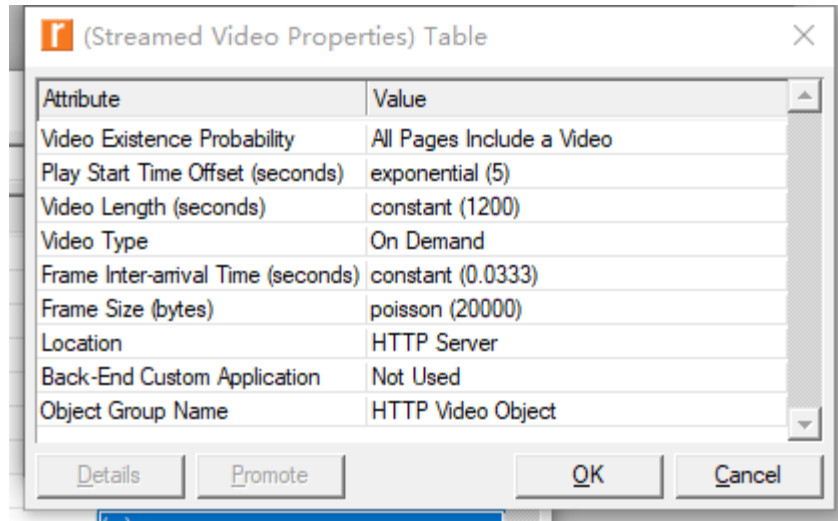 r (Streamed Video Properties) Table
Attribute Value
Video Existence Probability All Pages Include a Video
Play Start Time Offset (seconds) exponential (5)
Video Length (seconds) constant (1200)
Video Type On Demand
Frame Inter-arrival Time (seconds) constant (0.0333)
Frame Size (bytes) poisson (20000)
Location HTTP Server
Back-End Custom Application Not Used
Object Group Name HTTP Video Object
Details Promote OK Cancel